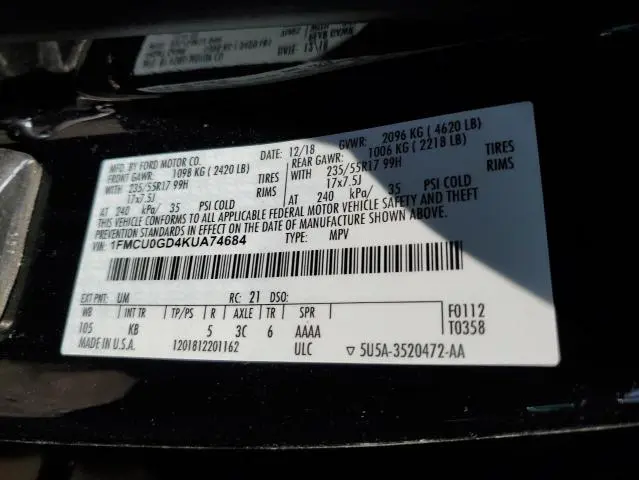 MFD. BY FORD MOTOR CO.
DATE: 12/18
GVWR: 2096 KG ( 4620 LB)
FRONT GAWR: 1098 KG ( 2420 LB)
REAR GAWR: 1006 KG ( 2218 LB)
WITH 235/55R17 99H TIRES
WITH 235/55R17 99H TIRES
17x7.5J RIMS
17x7.5J RIMS
AT 240 kPa/ 35 PSI COLD
AT 240 kPa/ 35 PSI COLD
THIS VEHICLE CONFORMS TO ALL APPLICABLE FEDERAL MOTOR VEHICLE SAFETY AND THEFT
PREVENTION STANDARDS IN EFFECT ON THE DATE OF MANUFACTURE SHOWN ABOVE.
VIN: 1FMCU0GD4KUA74684
TYPE: MPV
EXT PNT: UM RC: 21 DSO:
WB INT TR TP/PS R AXLE TR SPR
105 KB 5 3C 6 AAAA
F0112
T0358
MADE IN U.S.A. 1201812201162 ULC ▽ 5U5A-3520472-AA